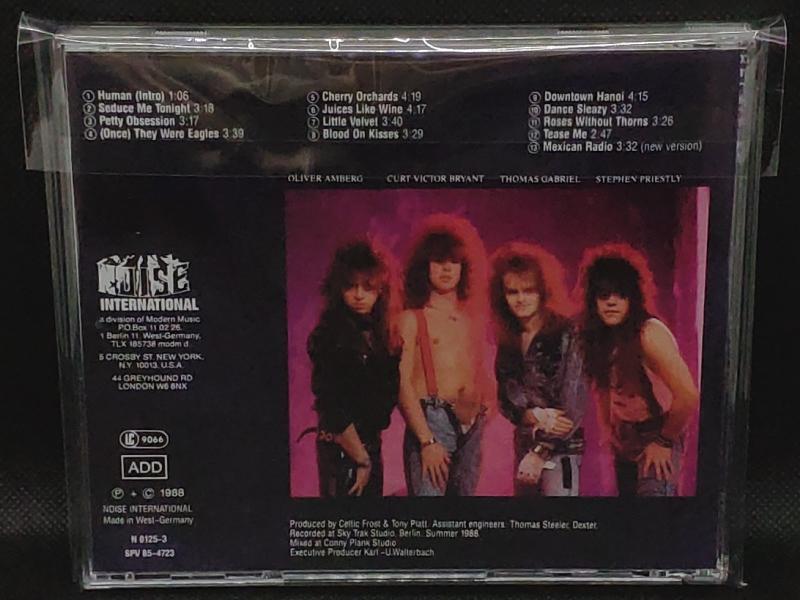 1 Human (Intro) 1:06
2 Seduce Me Tonight 3:18
3 Petty Obsession 3:17
4 (Once) They Were Eagles 3:39
5 Cherry Orchards 4:19
6 Juices Like Wine 4:17
7 Little Velvet 3:40
8 Blood On Kisses 3:29
9 Downtown Hanoi 4:15
10 Dance Sleazy 3:32
11 Roses Without Thorns 3:26
12 Tease Me 2:47
13 Mexican Radio 3:32 (new version)
OLIVER AMBERG CURT VICTOR BRYANT THOMAS GABRIEL STEPHEN PRIESTLY
NOISE
INTERNATIONAL
a division of Modern Music
P.O.Box 11 02 26,
1 Berlin 11, West-Germany,
TLX 185738 modm d
5 CROSBY ST. NEW YORK,
N.Y. 10013, U.S.A.
44 GREYHOUND RD
LONDON W6 8NX
LC 9066
ADD
℗ + © 1988
NOISE INTERNATIONAL
Made in West-Germany
N 0125-3
SPV 85-4723
Produced by Celtic Frost & Tony Platt. Assistant engineers: Thomas Steeler, Dexter.
Recorded at Sky Trak Studio, Berlin, Summer 1988
Mixed at Conny Plank Studio
Executive Producer Karl-U.Walterbach